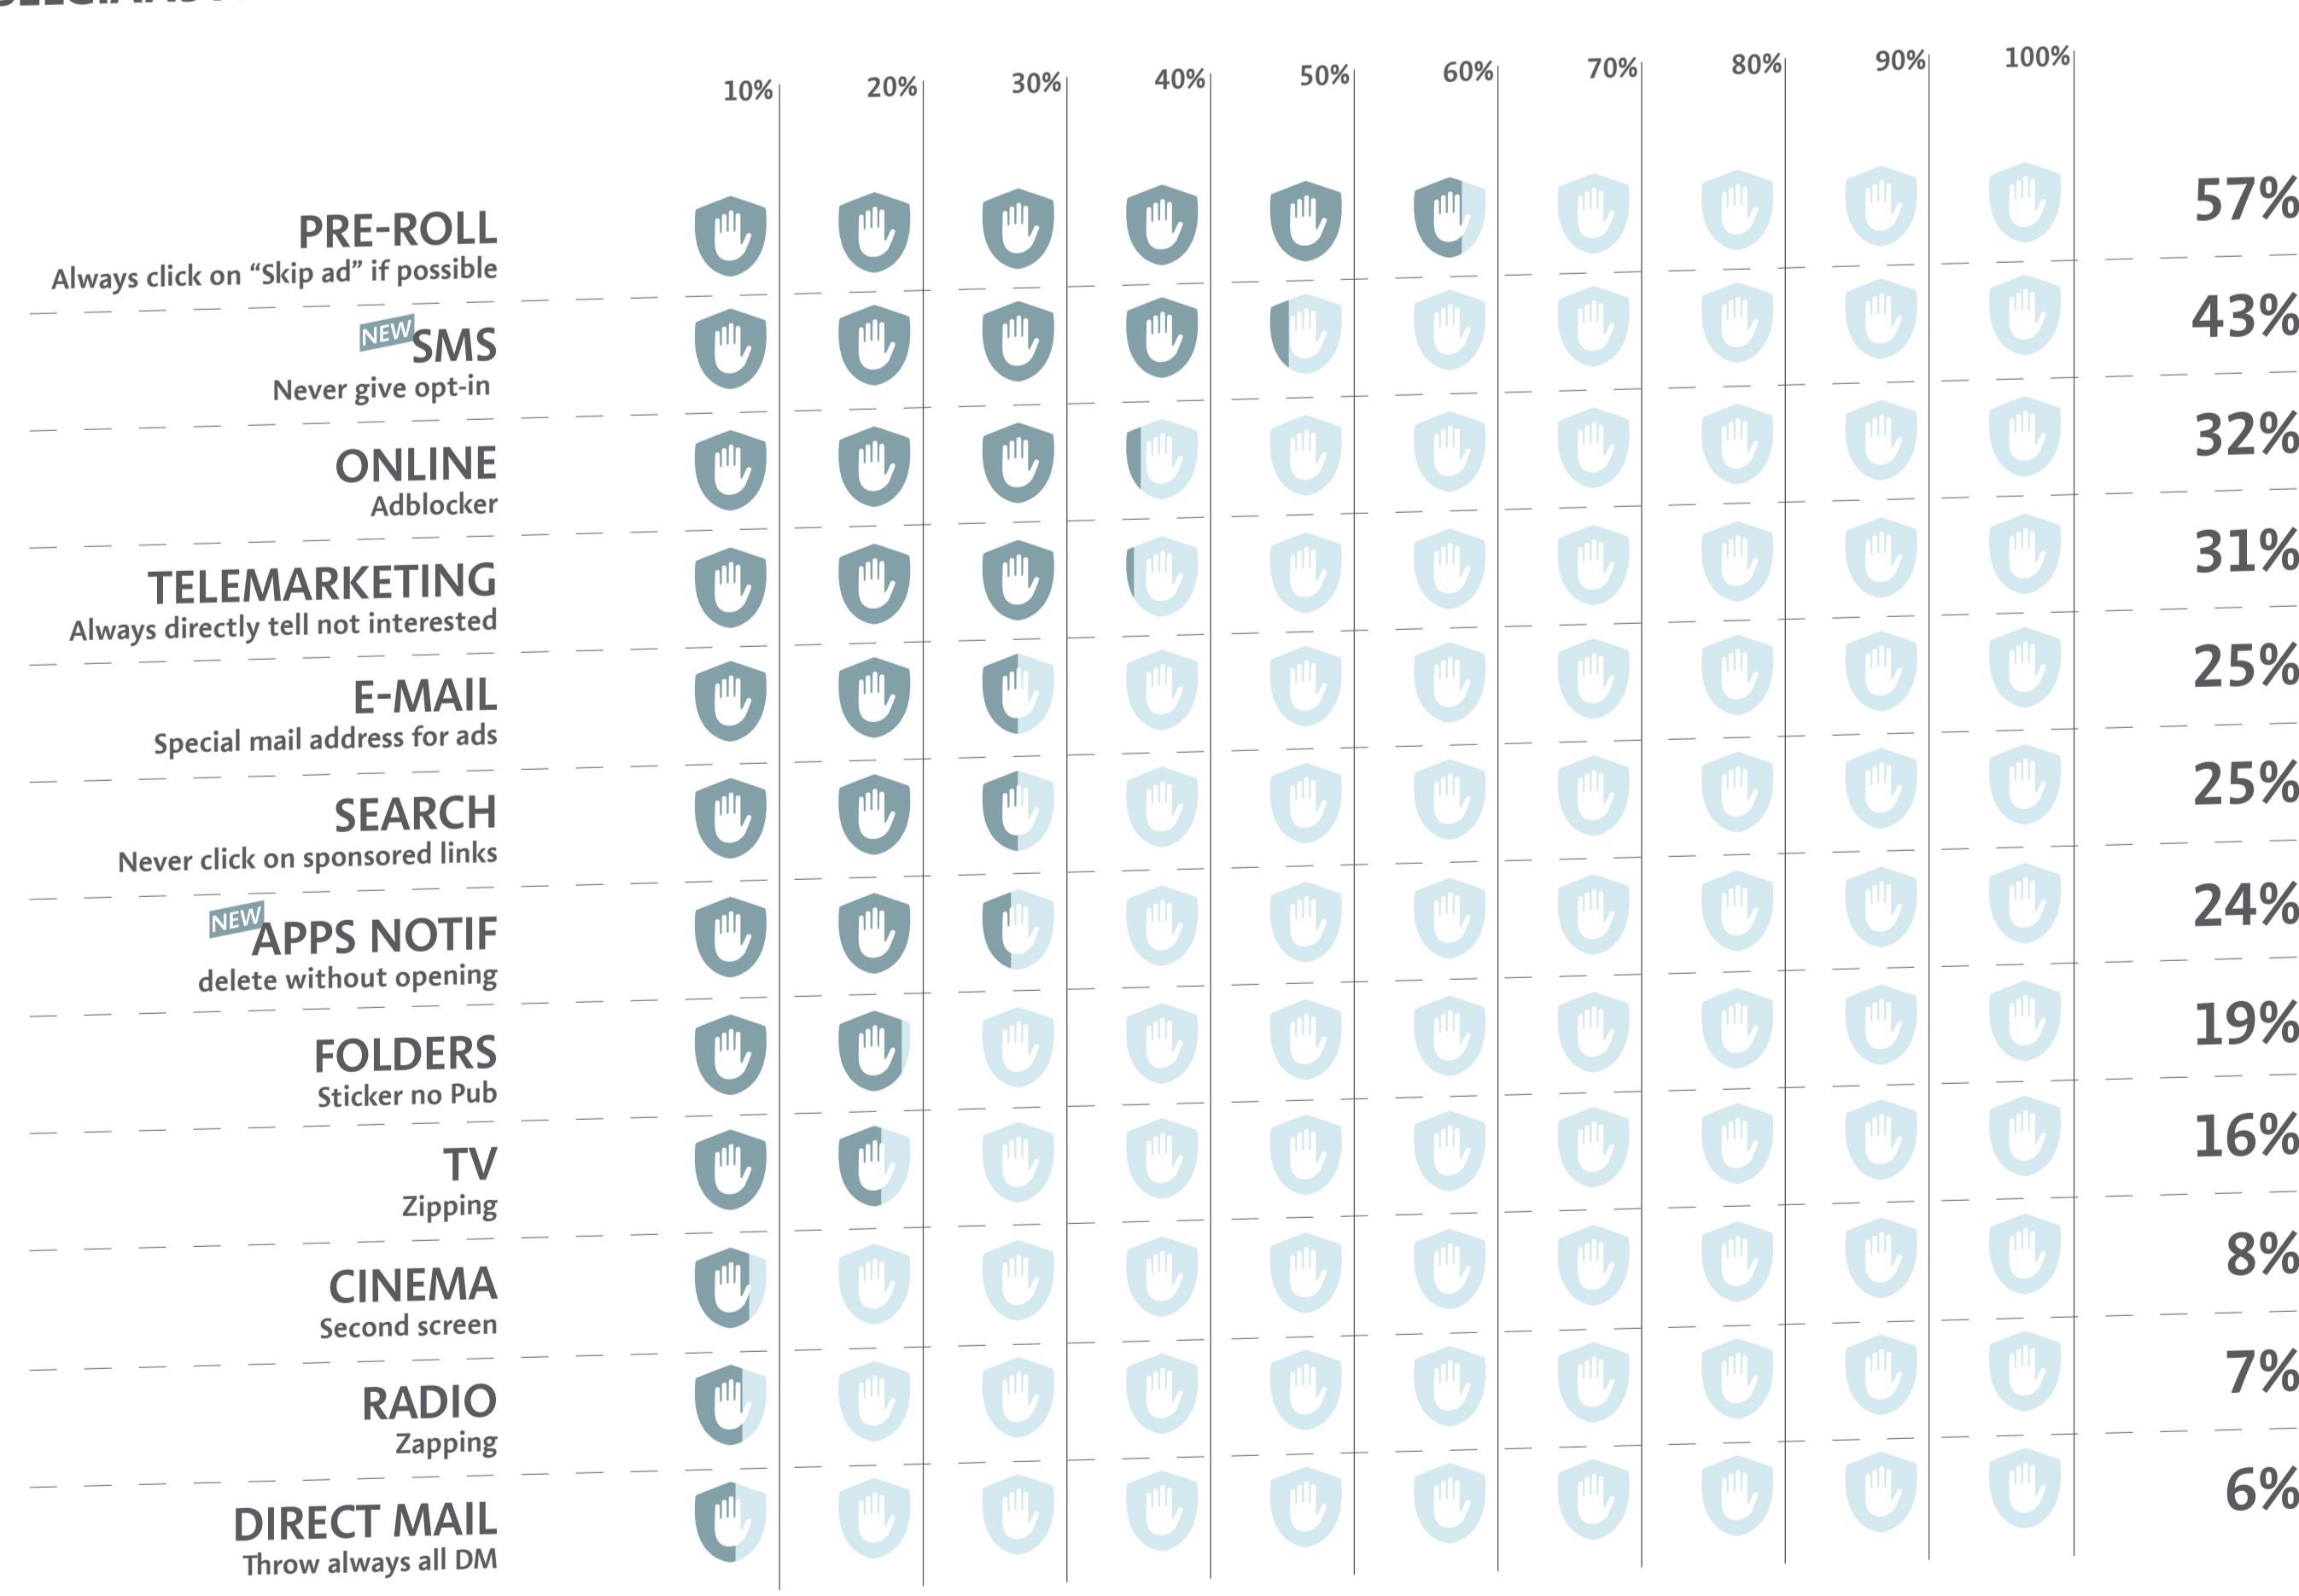 10% 20% 30% 40% 50% 60% 70% 80% 90% 100%
PRE-ROLL 57%
Always click on “Skip ad” if possible
NEW SMS 43%
Never give opt-in
ONLINE 32%
Adblocker
TELEMARKETING 31%
Always directly tell not interested
E-MAIL 25%
Special mail address for ads
SEARCH 25%
Never click on sponsored links
NEW APPS NOTIF 24%
delete without opening
FOLDERS 19%
Sticker no Pub
TV 16%
Zipping
CINEMA 8%
Second screen
RADIO 7%
Zapping
DIRECT MAIL 6%
Throw always all DM